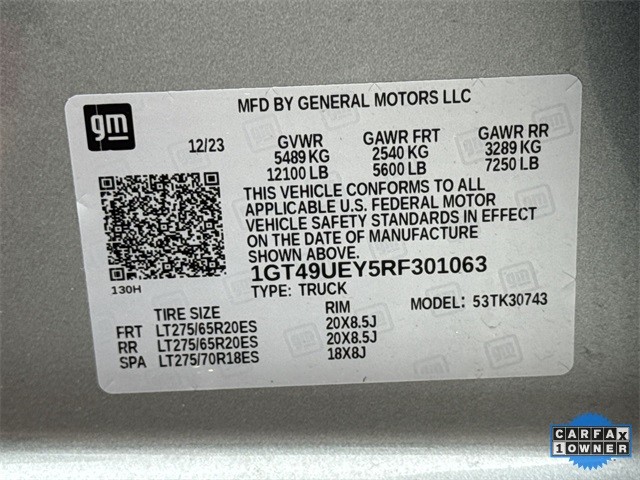 gm
MFD BY GENERAL MOTORS LLC
12/23 GVWR GAWR FRT GAWR RR
5489 KG 2540 KG 3289 KG
12100 LB 5600 LB 7250 LB
THIS VEHICLE CONFORMS TO ALL
APPLICABLE U.S. FEDERAL MOTOR
VEHICLE SAFETY STANDARDS IN EFFECT
ON THE DATE OF MANUFACTURE
SHOWN ABOVE.
1GT49UEY5RF301063
130H TYPE: TRUCK MODEL: 53TK30743
TIRE SIZE RIM
FRT LT275/65R20ES 20X8.5J
RR LT275/65R20ES 20X8.5J
SPA LT275/70R18ES 18X8J
CARFAX
1 OWNER